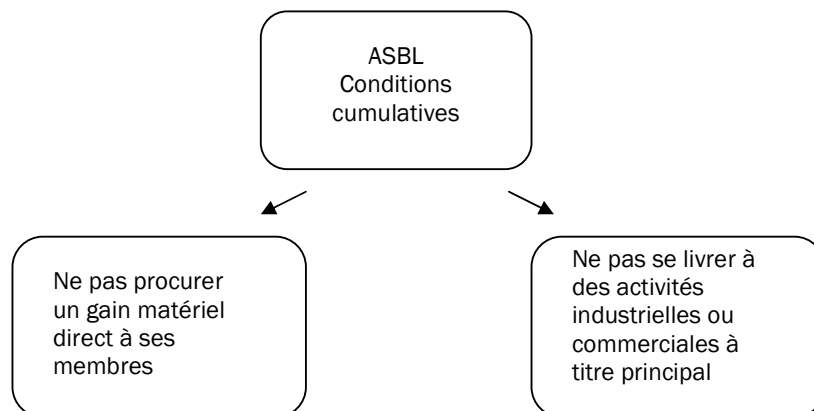 ASBL
Conditions
cumulatives
Ne pas procurer
un gain matériel
direct à ses
membres
Ne pas se livrer à
des activités
industrielles ou
commerciales à
titre principal